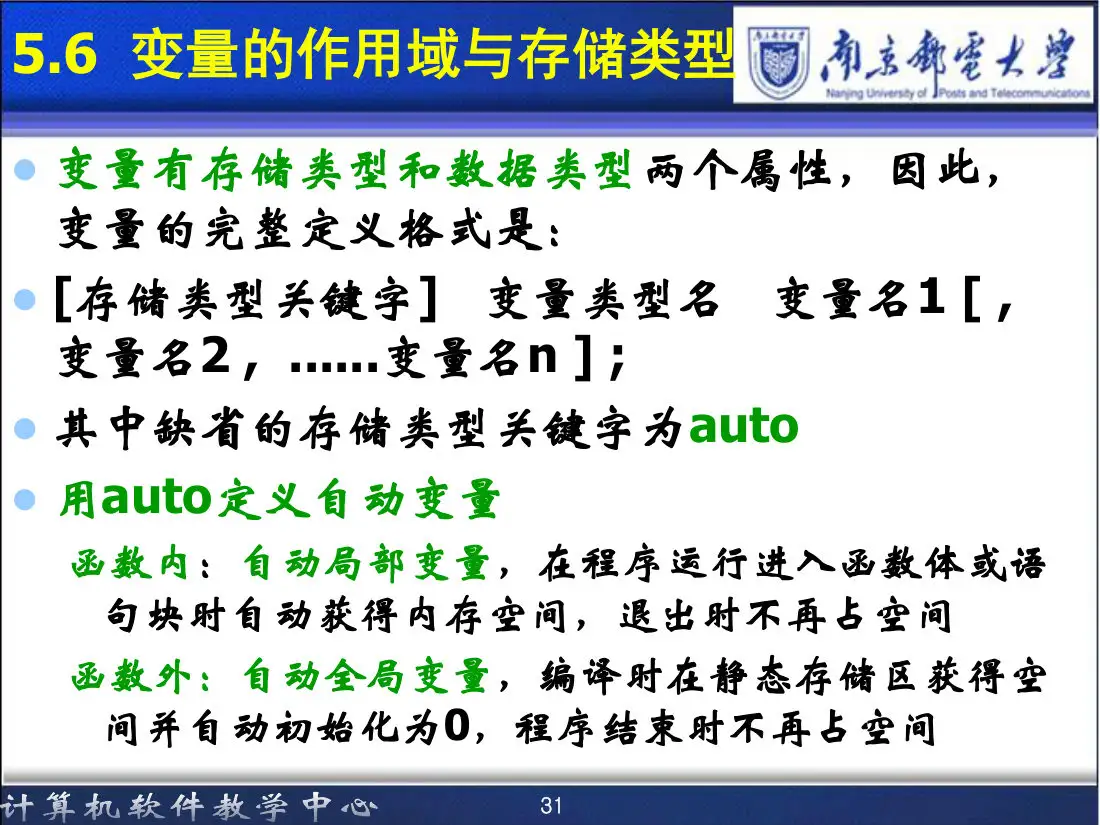 5.6 变量的作用域与存储类型
南京郵電大學
Nanjing University of Posts and Telecommunications
变量有存储类型和数据类型两个属性，因此，
变量的完整定义格式是：
[存储类型关键字] 变量类型名 变量名1 [，
变量名2，……变量名n ]；
其中缺省的存储类型关键字为auto
用auto定义自动变量
函数内：自动局部变量，在程序运行进入函数体或语
句块时自动获得内存空间，退出时不再占空间
函数外：自动全局变量，编译时在静态存储区获得空
间并自动初始化为0，程序结束时不再占空间
计算机软件教学中心
31